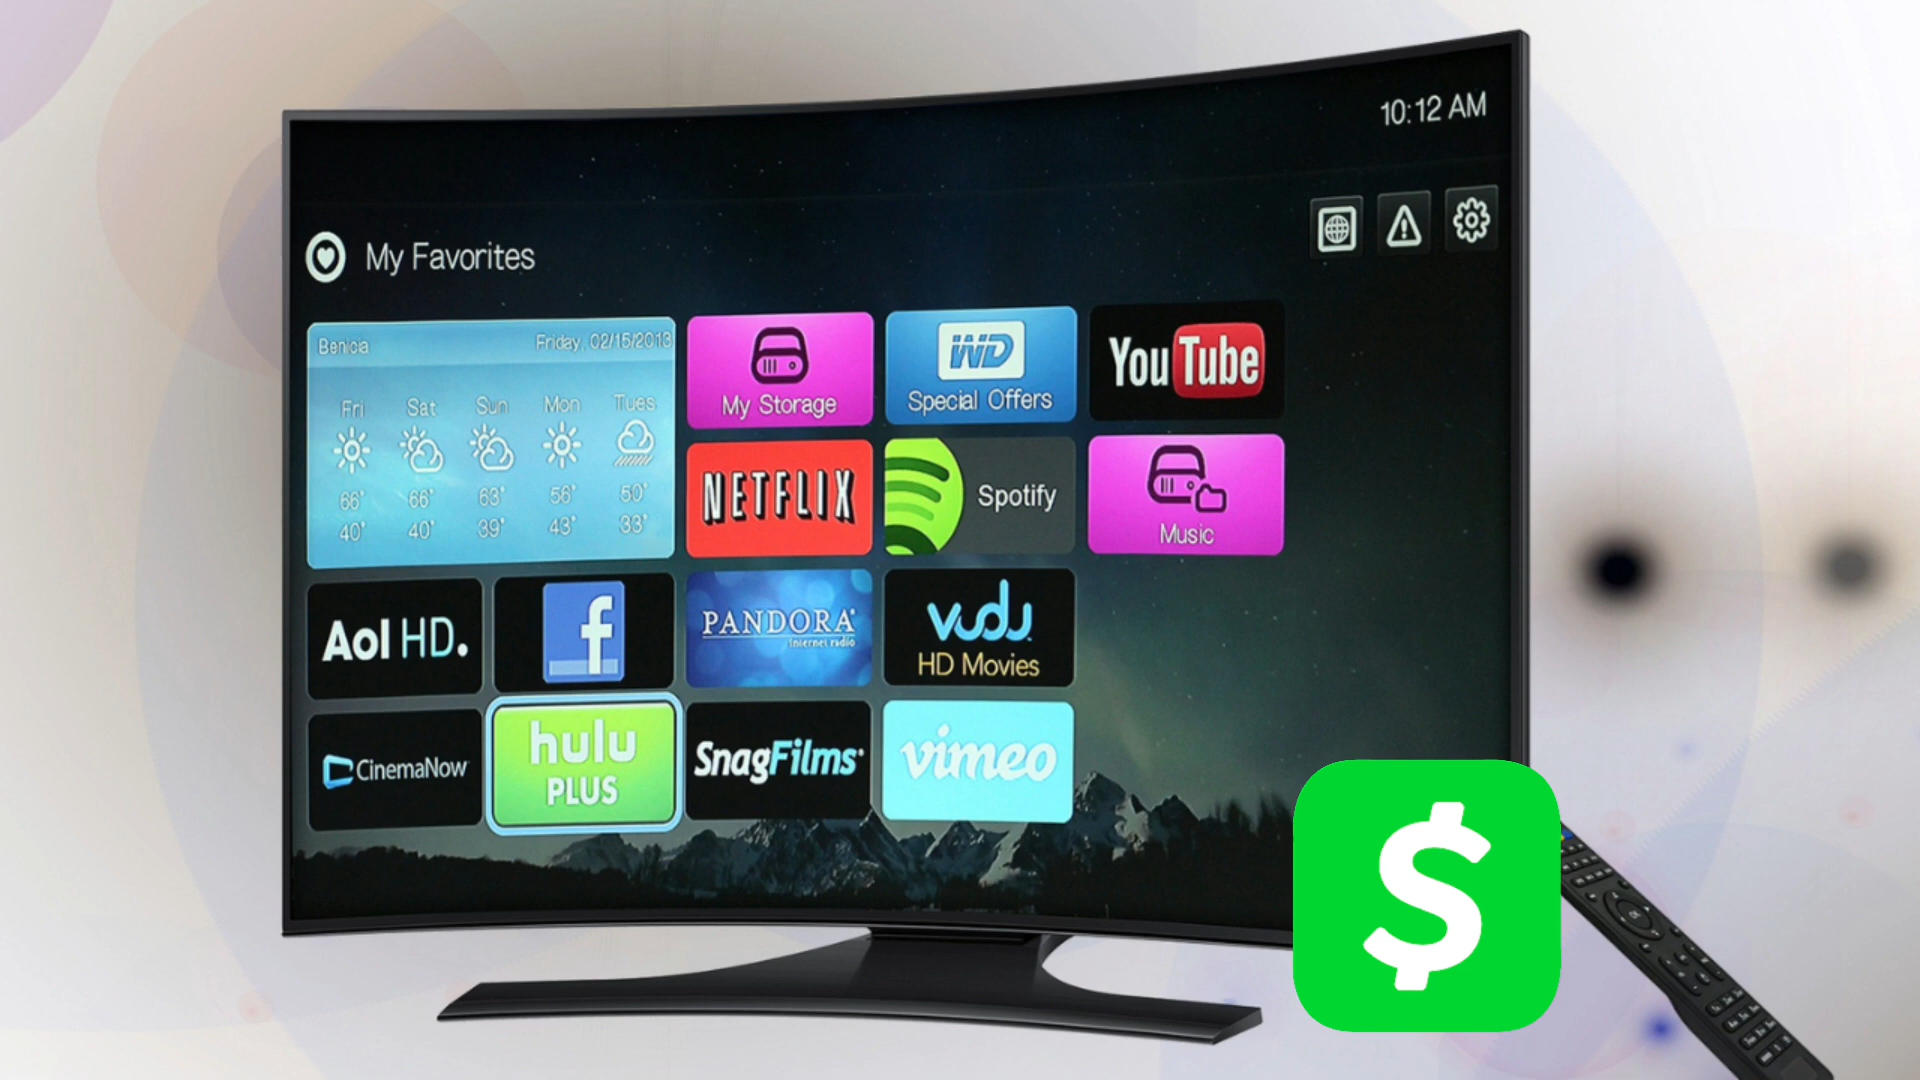 10:12 AM
My Favorites
Benicia
Friday, 02/15/2013
Fri Sat Sun Mon Tues
66° 66° 63° 56° 50°
40° 40° 39° 43° 33°
My Storage
WD
Special Offers
YouTube
NETFLIX
Spotify
Music
Aol HD.
f
PANDORA®
internet radio
vudu
HD Movies
CinemaNow
hulu
PLUS
SnagFilms
vimeo
$